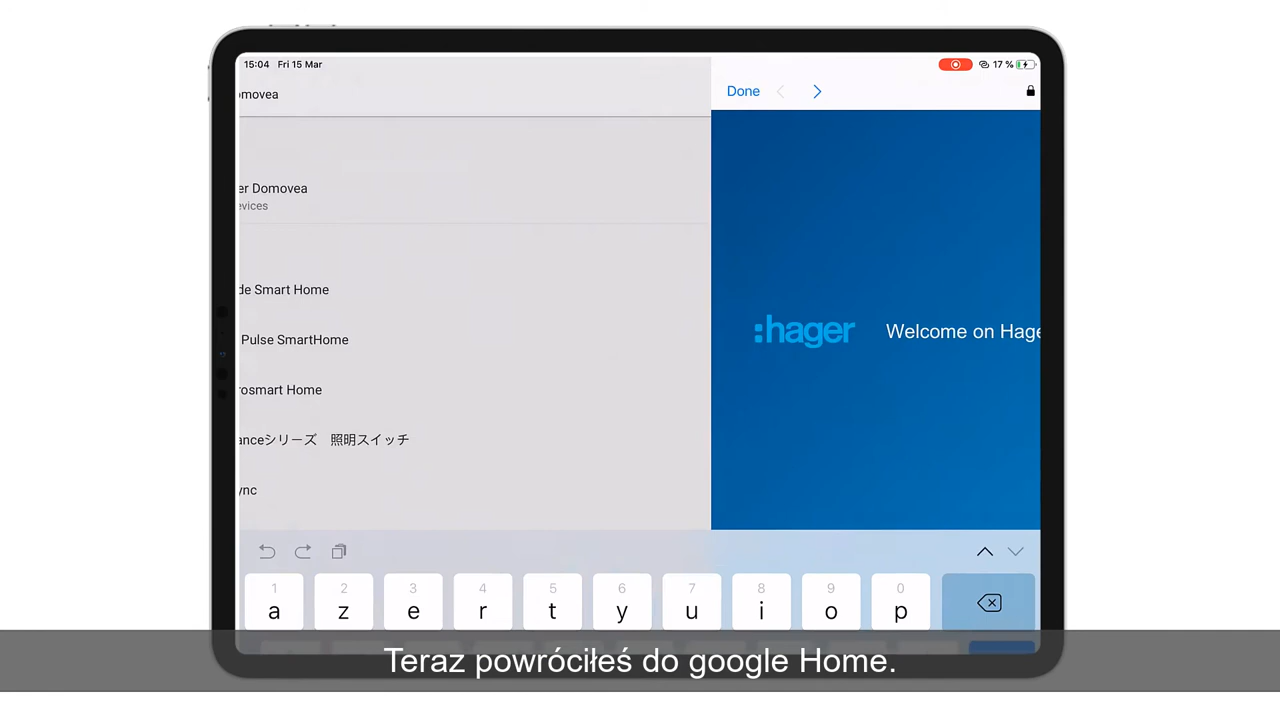 15:04 Fri 15 Mar
17 %
omovea
Done
er Domovea
evices
de Smart Home
Pulse SmartHome
rosmart Home
anceシリーズ 照明スイッチ
ync
:hager
Welcome on Hage
1 2 3 4 5 6 7 8 9 0
a z e r t y u i o p
Teraz powróciłeś do google Home.